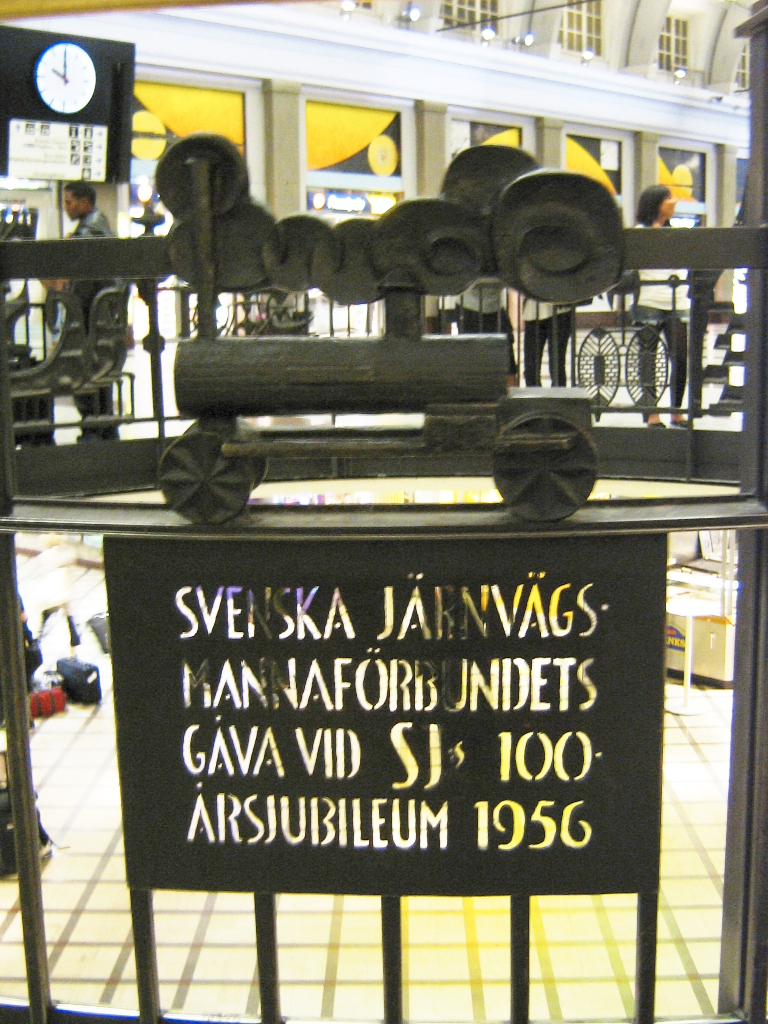 SVENSKA JÄRNVÄGS-
MANNAFÖRBUNDETS
GÅVA VID SJ:s 100-
ÅRSJUBILEUM 1956